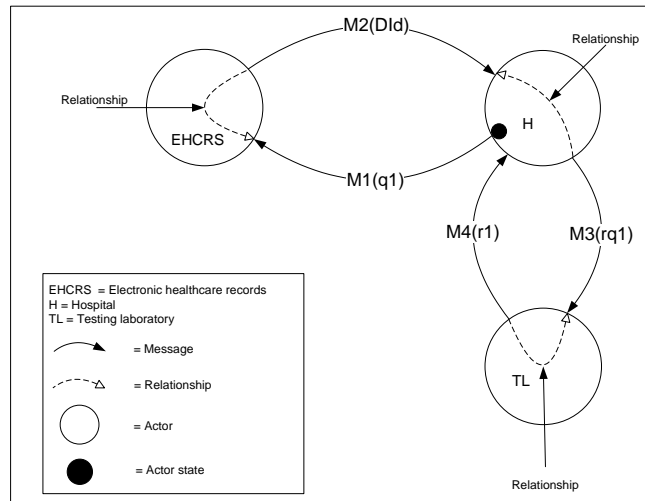 M2(DId)
Relationship
Relationship
EHCRS
H
M1(q1)
M4(r1)
M3(rq1)
EHCRS = Electronic healthcare records
H = Hospital
TL = Testing laboratory
= Message
= Relationship
= Actor
= Actor state
TL
Relationship